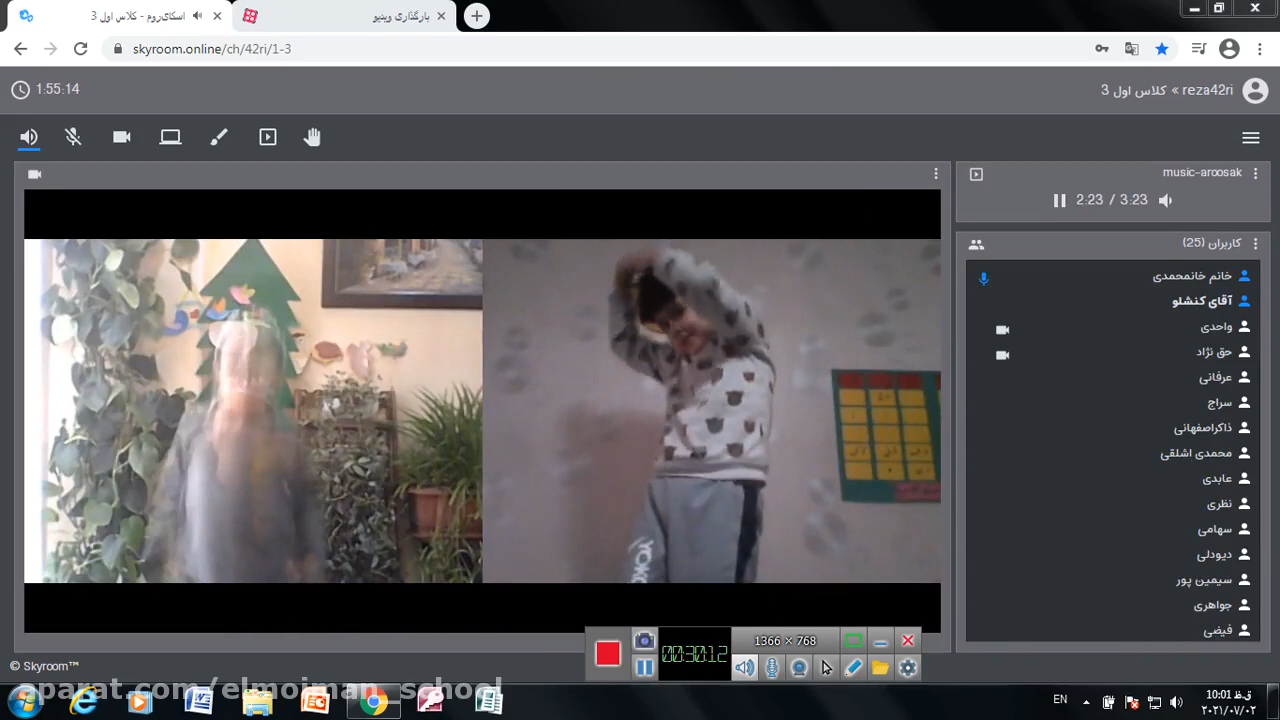 اسکای‌روم - کلاس اول 3
بارگذاری ویدیو
skyroom.online/ch/42ri/1-3
1:55:14
reza42ri » کلاس اول 3
music-aroosak
2:23 / 3:23
کاربران (25)
خانم خانمحمدی
آقای کنشلو
واحدی
حق نژاد
عرفانی
سراج
ذاکراصفهانی
محمدی اشلقی
عابدی
نظری
سهامی
دیودلی
سیمین پور
جواهری
فیضی
YOKO
1366 × 768
00:30:12
© Skyroom™
aparat.com/elmoiman_school
EN
10:01 ق.ظ
۲۰۲۱/۰۷/۰۲